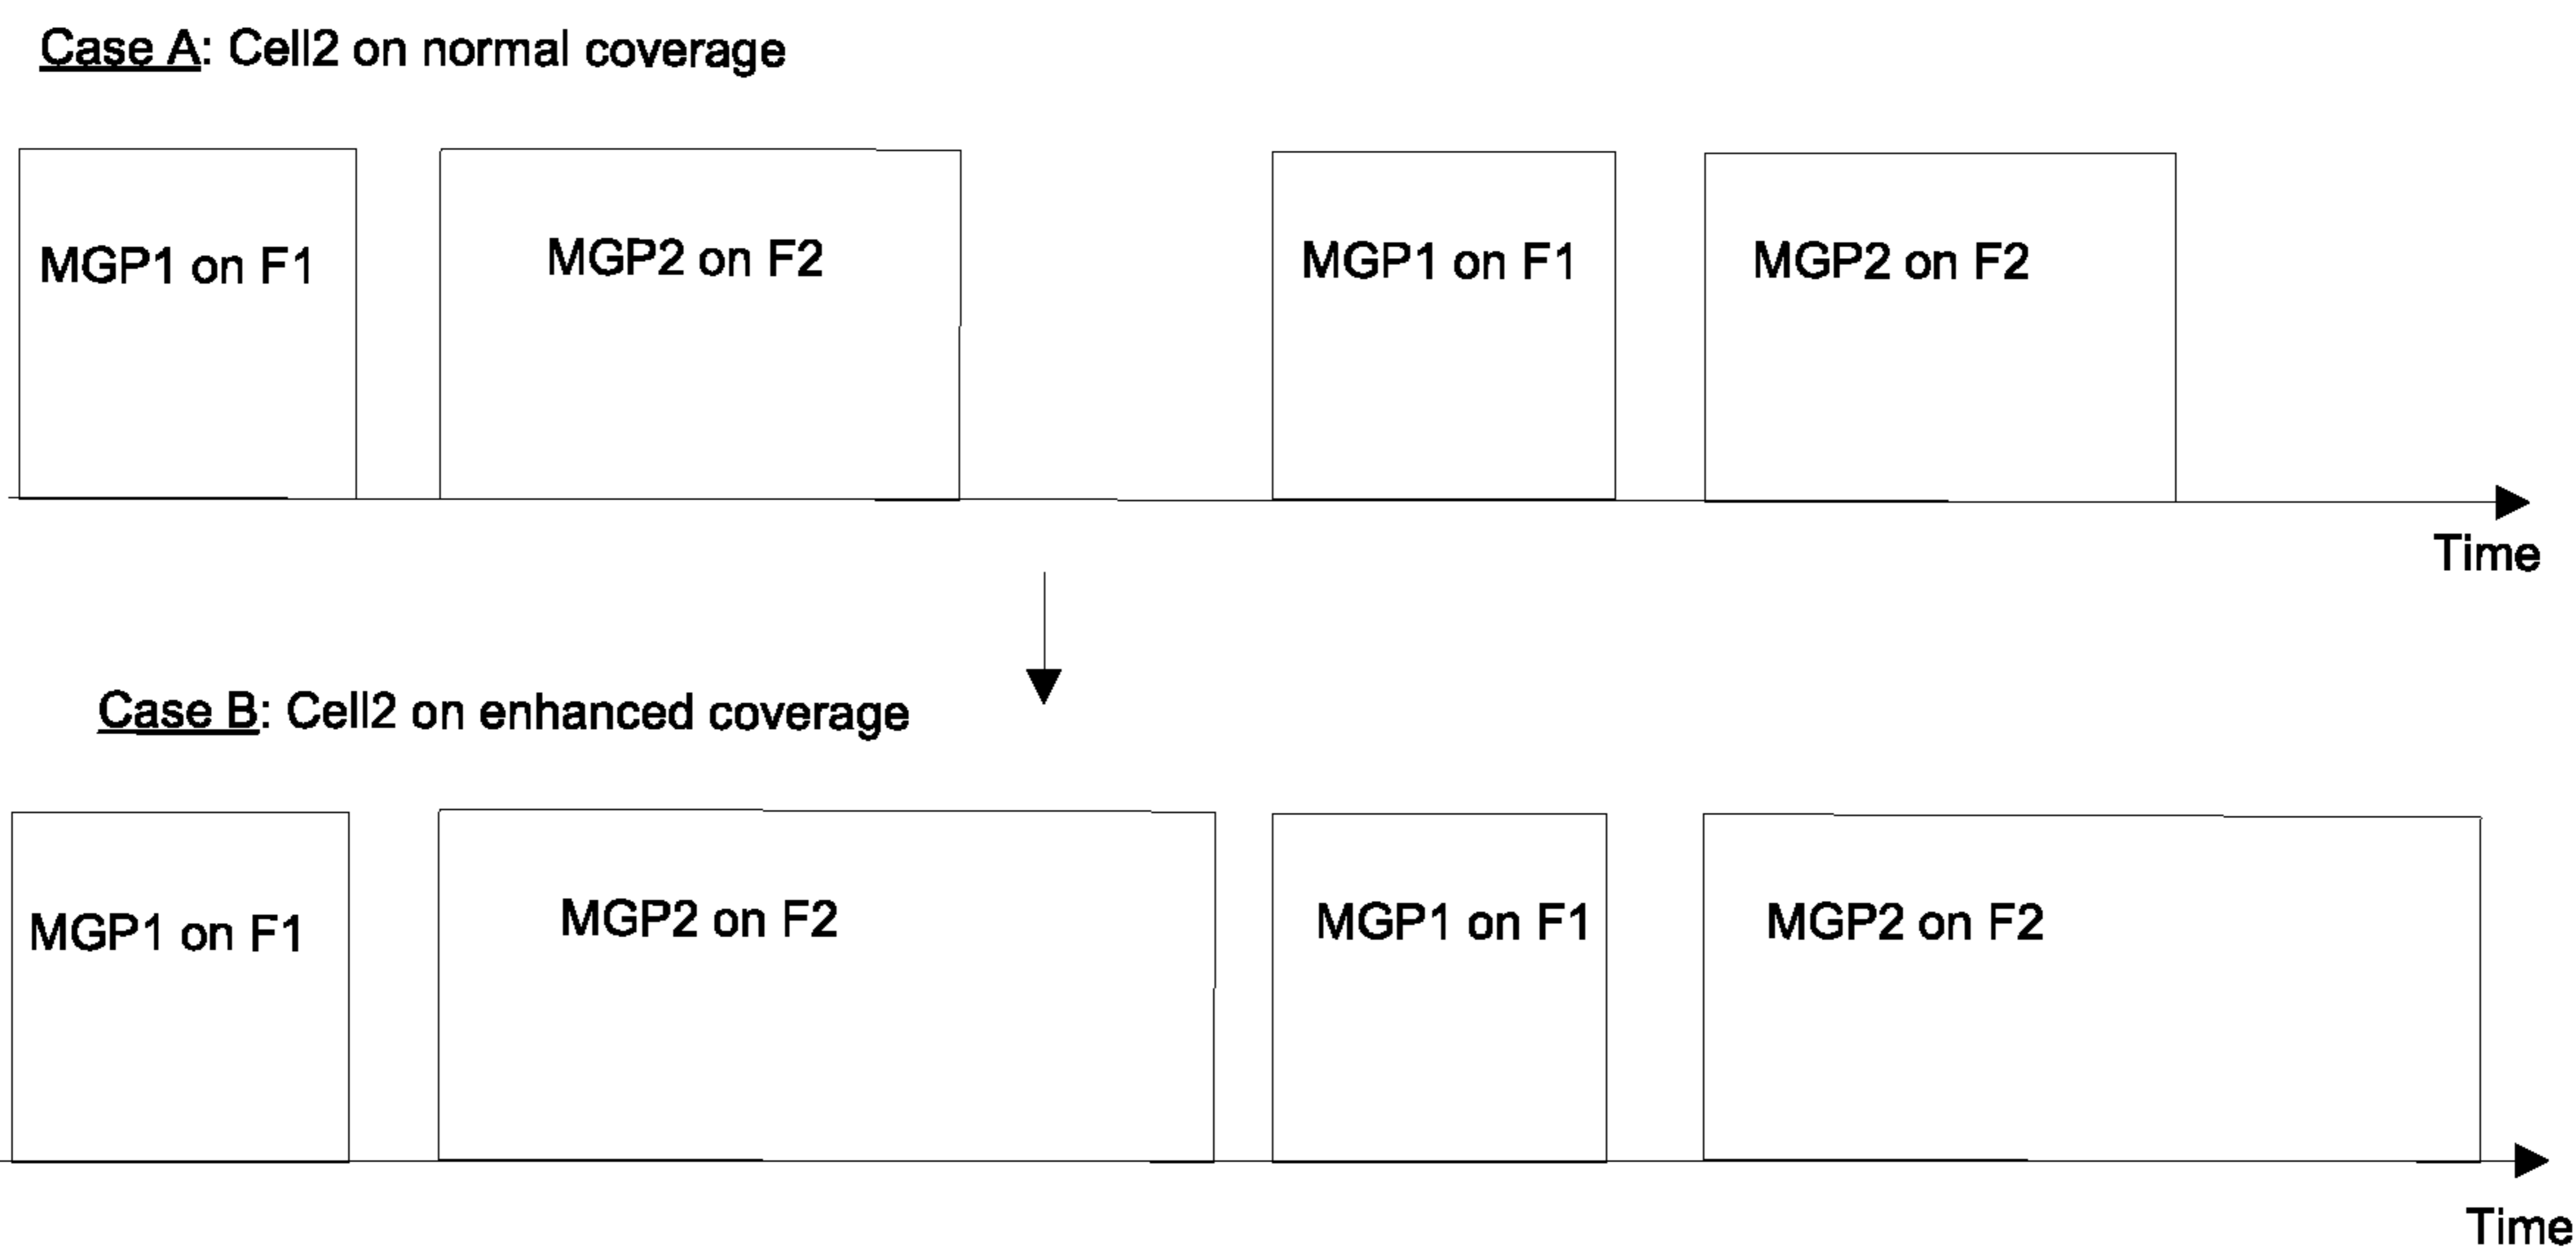 Case A: Cell2 on normal coverage
MGP1 on F1
MGP2 on F2
MGP1 on F1
MGP2 on F2
Time
Case B: Cell2 on enhanced coverage
MGP1 on F1
MGP2 on F2
MGP1 on F1
MGP2 on F2
Time